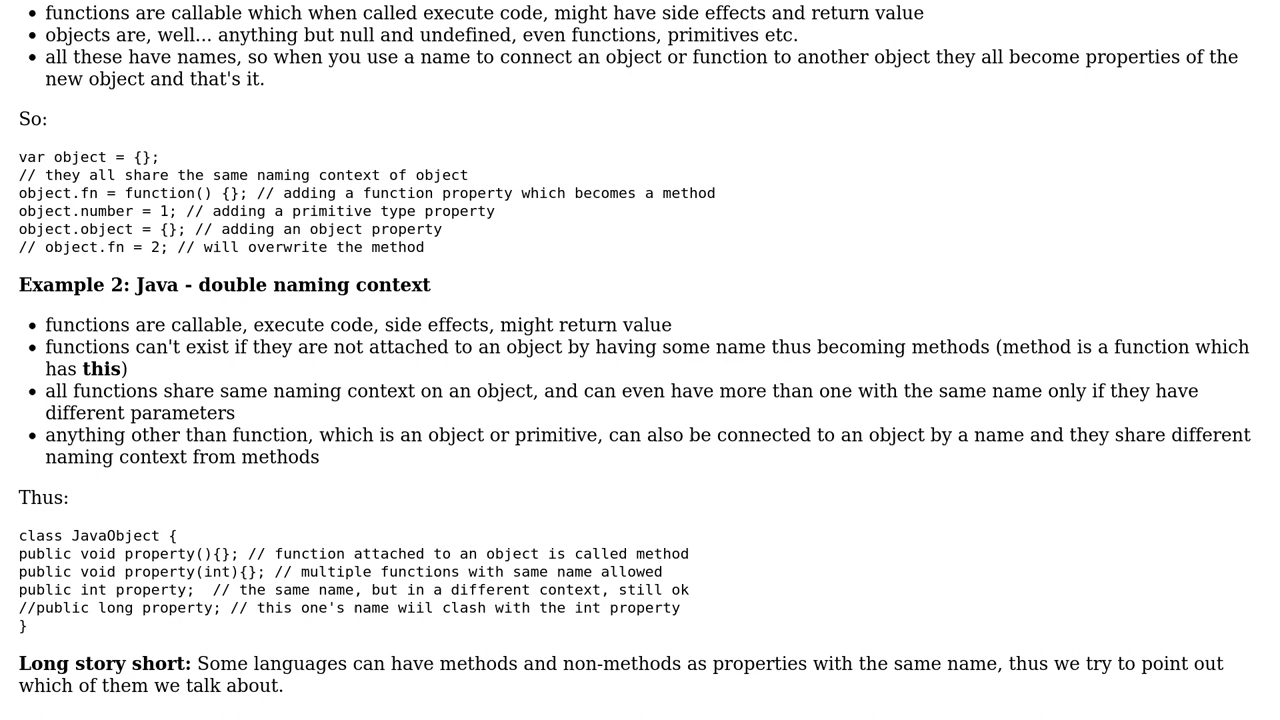 • functions are callable which when called execute code, might have side effects and return value
• objects are, well... anything but null and undefined, even functions, primitives etc.
• all these have names, so when you use a name to connect an object or function to another object they all become properties of the
new object and that's it.
So:
var object = {};
// they all share the same naming context of object
object.fn = function() {}; // adding a function property which becomes a method
object.number = 1; // adding a primitive type property
object.object = {}; // adding an object property
// object.fn = 2; // will overwrite the method
Example 2: Java - double naming context
• functions are callable, execute code, side effects, might return value
• functions can't exist if they are not attached to an object by having some name thus becoming methods (method is a function which
has this)
• all functions share same naming context on an object, and can even have more than one with the same name only if they have
different parameters
• anything other than function, which is an object or primitive, can also be connected to an object by a name and they share different
naming context from methods
Thus:
class JavaObject {
public void property(){}; // function attached to an object is called method
public void property(int){}; // multiple functions with same name allowed
public int property;  // the same name, but in a different context, still ok
//public long property; // this one's name wiil clash with the int property
}
Long story short: Some languages can have methods and non-methods as properties with the same name, thus we try to point out
which of them we talk about.